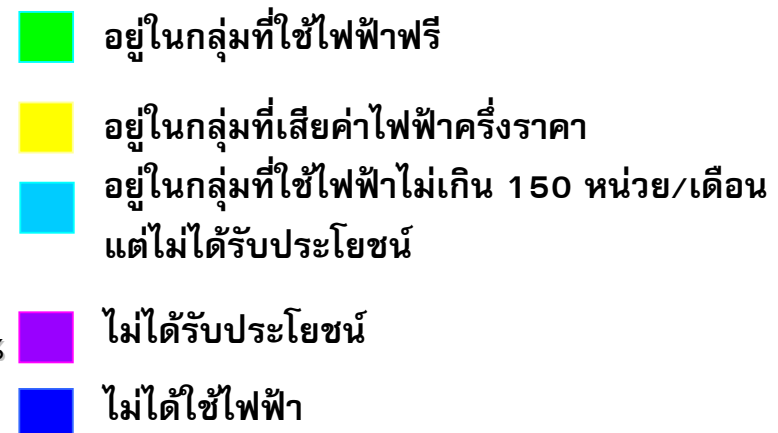 อยู่ในกลุ่มที่ใช้ไฟฟ้าฟรี
อยู่ในกลุ่มที่เสียค่าไฟฟ้าครึ่งราคา
อยู่ในกลุ่มที่ใช้ไฟฟ้าไม่เกิน 150 หน่วย/เดือน
แต่ไม่ได้รับประโยชน์
ไม่ได้รับประโยชน์
ไม่ได้ใช้ไฟฟ้า